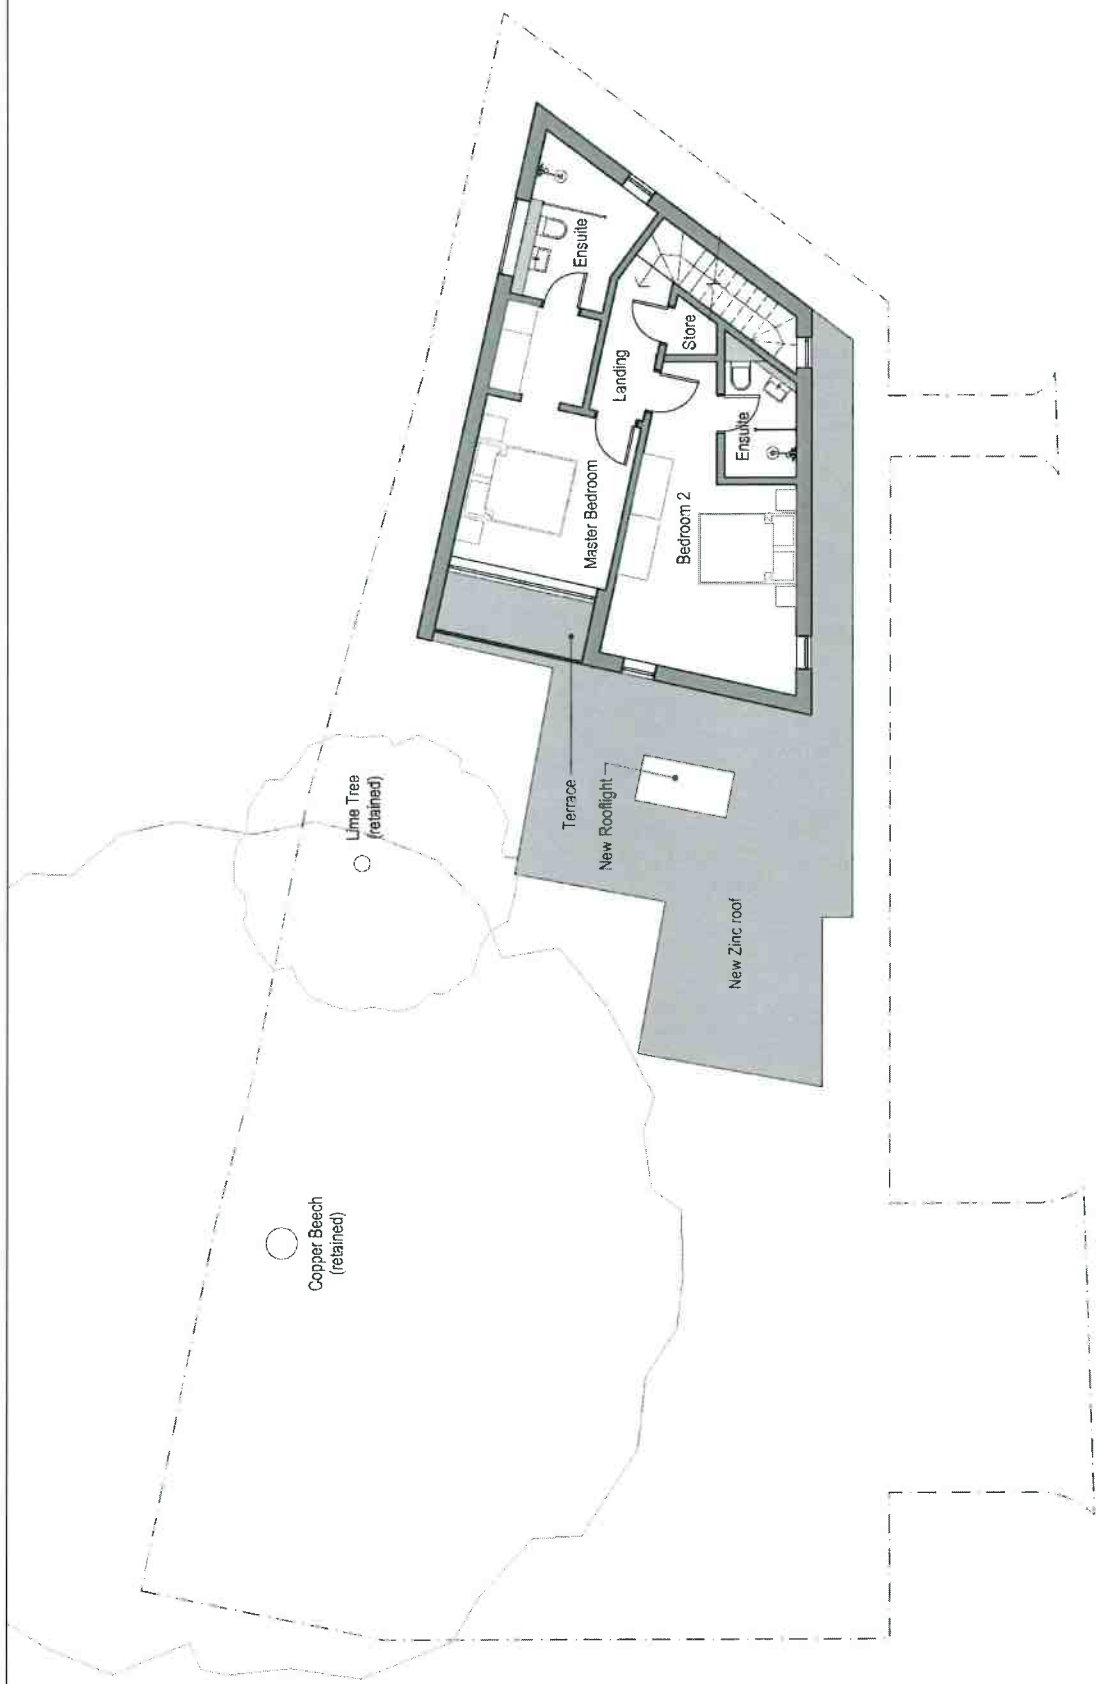 Copper Beech
(retained)
Lime Tree
(retained)
New Zinc roof
New Rooflight
Terrace
Master Bedroom
Bedroom 2
Landing
Ensuite
Store
Ensuite